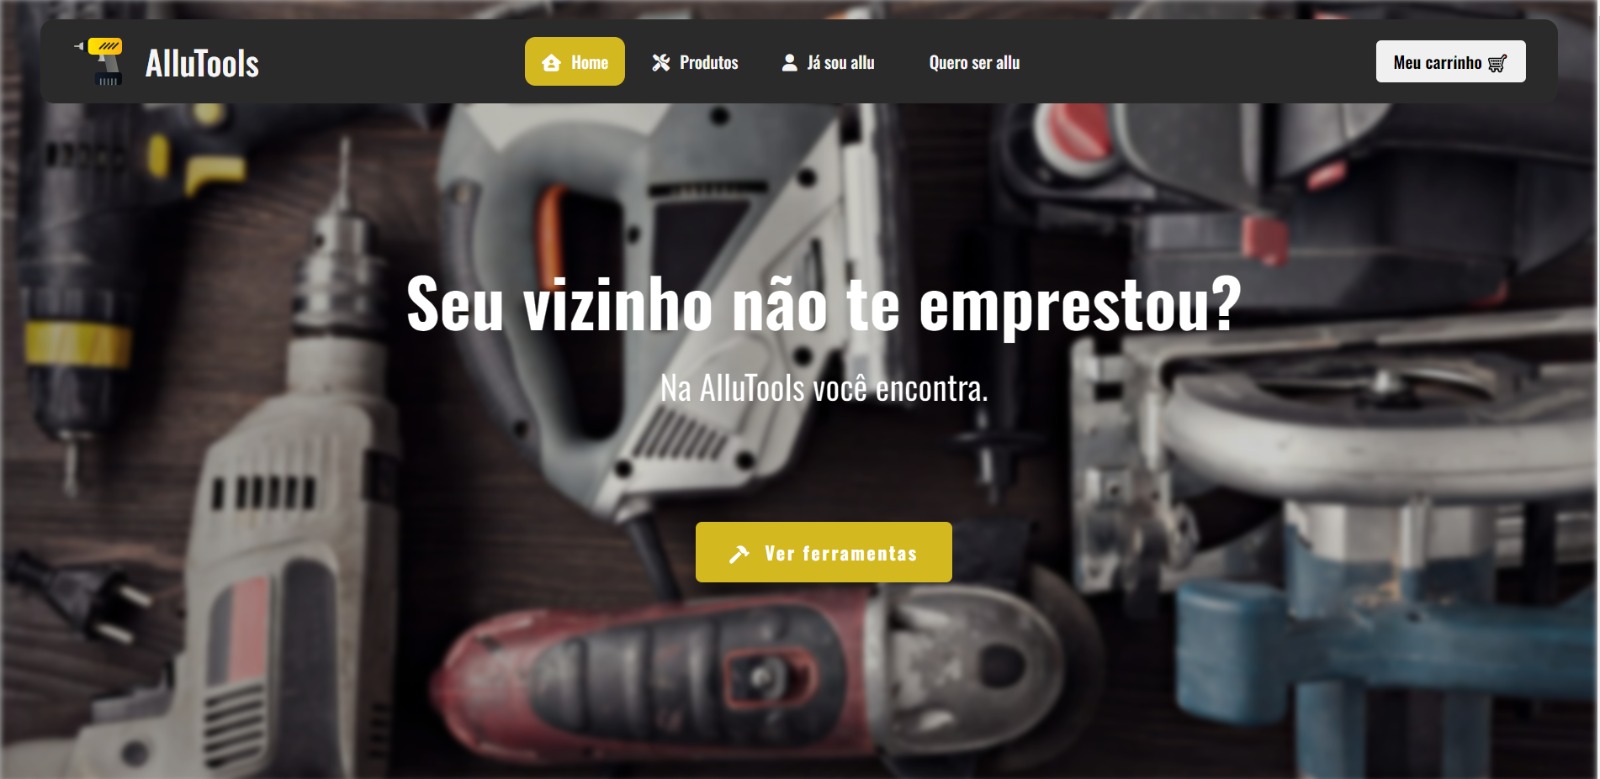 AlluTools
Home
Produtos
Já sou allu
Quero ser allu
Meu carrinho
Seu vizinho não te emprestou?
Na AlluTools você encontra.
Ver ferramentas